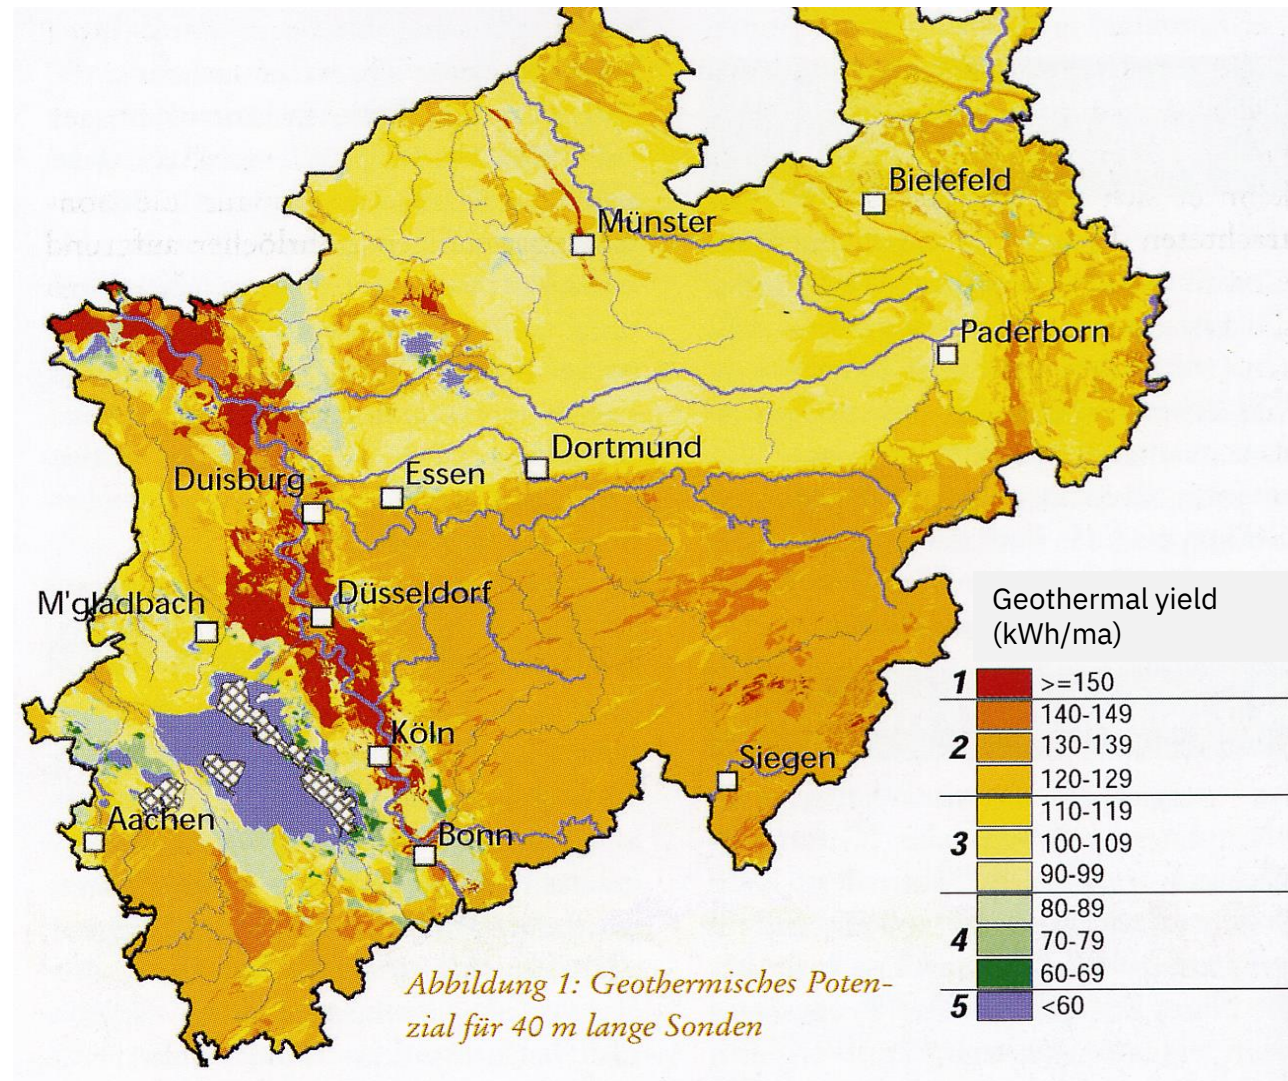 Bielefeld
Münster
Paderborn
Dortmund
Essen
Duisburg
Düsseldorf
M'gladbach
Köln
Siegen
Aachen
Bonn
Geothermal yield
(kWh/ma)
1 >=150
140-149
2 130-139
120-129
110-119
3 100-109
90-99
80-89
4 70-79
60-69
5 <60
Abbildung 1: Geothermisches Poten-
zial für 40 m lange Sonden